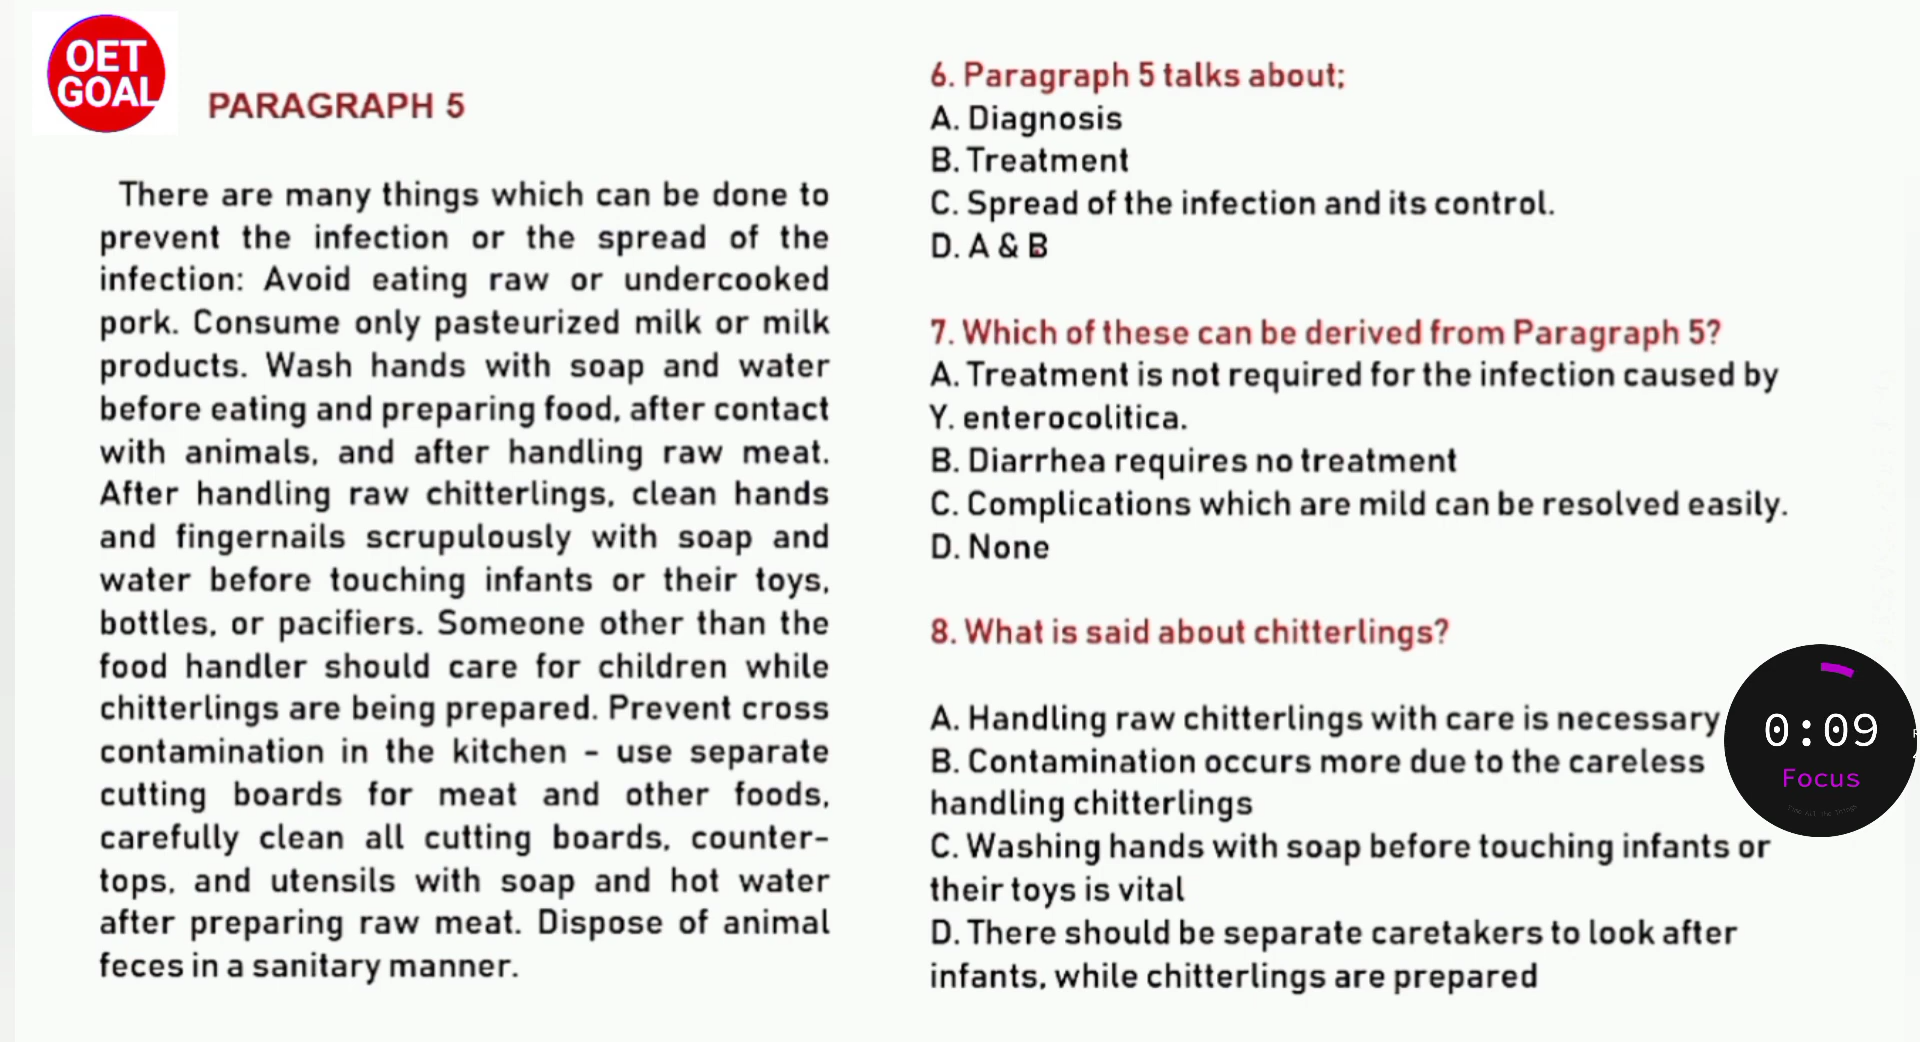 OET
GOAL
PARAGRAPH 5
There are many things which can be done to
prevent the infection or the spread of the
infection: Avoid eating raw or undercooked
pork. Consume only pasteurized milk or milk
products. Wash hands with soap and water
before eating and preparing food, after contact
with animals, and after handling raw meat.
After handling raw chitterlings, clean hands
and fingernails scrupulously with soap and
water before touching infants or their toys,
bottles, or pacifiers. Someone other than the
food handler should care for children while
chitterlings are being prepared. Prevent cross
contamination in the kitchen - use separate
cutting boards for meat and other foods,
carefully clean all cutting boards, counter-
tops, and utensils with soap and hot water
after preparing raw meat. Dispose of animal
feces in a sanitary manner.
6. Paragraph 5 talks about;
A. Diagnosis
B. Treatment
C. Spread of the infection and its control.
D. A & B
7. Which of these can be derived from Paragraph 5?
A. Treatment is not required for the infection caused by
Y. enterocolitica.
B. Diarrhea requires no treatment
C. Complications which are mild can be resolved easily.
D. None
8. What is said about chitterlings?
A. Handling raw chitterlings with care is necessary
B. Contamination occurs more due to the careless
handling chitterlings
C. Washing hands with soap before touching infants or
their toys is vital
D. There should be separate caretakers to look after
infants, while chitterlings are prepared
0:09
Focus